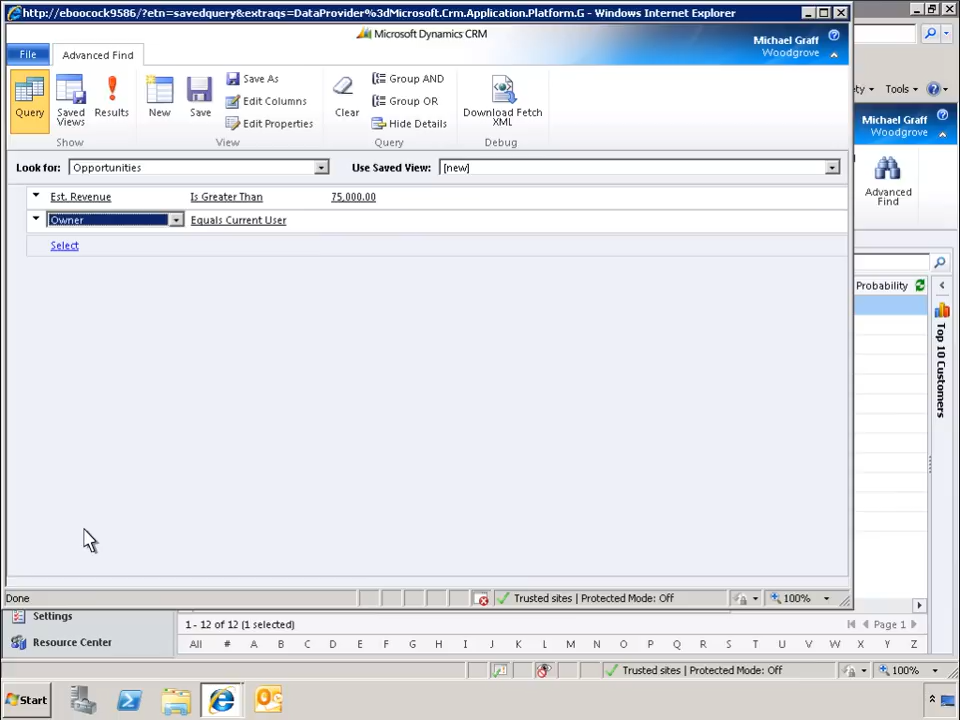 http://eboocock9586/?etn=savedquery&extraqs=DataProvider%3dMicrosoft.Crm.Application.Platform.G - Windows Internet Explorer
Microsoft Dynamics CRM
Michael Graff
Woodgrove
File
Advanced Find
Query
Saved Views
Results
Show
New
Save
Save As
Edit Columns
Edit Properties
View
Clear
Group AND
Group OR
Hide Details
Query
Download Fetch XML
Debug
Look for:
Opportunities
Use Saved View:
[new]
Est. Revenue
Is Greater Than
75,000.00
Owner
Equals Current User
Select
Done
Trusted sites | Protected Mode: Off
100%
ety
Tools
Michael Graff
Woodgrove
Advanced Find
Probability
Top 10 Customers
Settings
Resource Center
1 - 12 of 12 (1 selected)
Page 1
All # A B C D E F G H I J K L M N O P Q R S T U V W X Y Z
Trusted sites | Protected Mode: Off
100%
Start